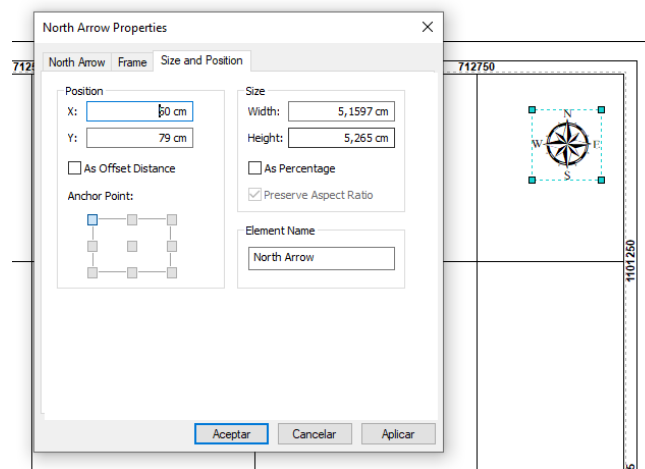 North Arrow Properties
North Arrow Frame Size and Position
Position
X: 60 cm
Y: 79 cm
As Offset Distance
Anchor Point:
Size
Width: 5,1597 cm
Height: 5,265 cm
As Percentage
Preserve Aspect Ratio
Element Name
North Arrow
Aceptar Cancelar Aplicar
712750
N
W E
S
1101250